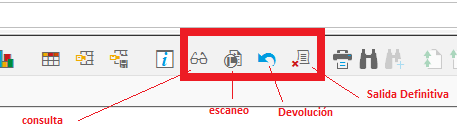 Salida Definitiva
escaneo
Devolución
consulta